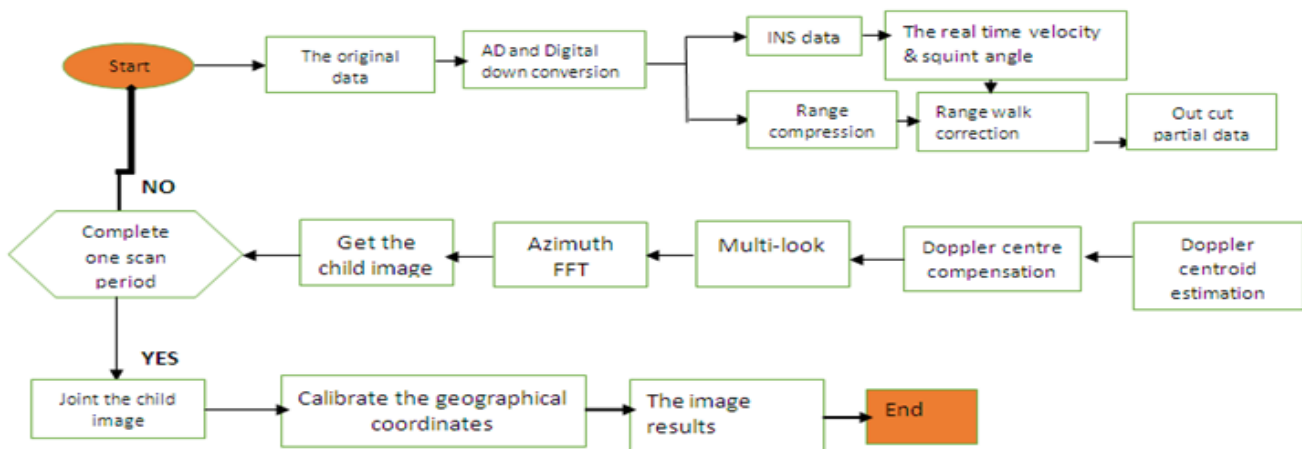 Start
The original
data
AD and Digital
down conversion
INS data
The real time velocity
& squint angle
Range
compression
Range walk
correction
Out cut
partial data
NO
Complete
one scan
period
Get the
child image
Azimuth
FFT
Multi-look
Doppler centre
compensation
Doppler
centroid
estimation
YES
Joint the child
image
Calibrate the geographical
coordinates
The image
results
End